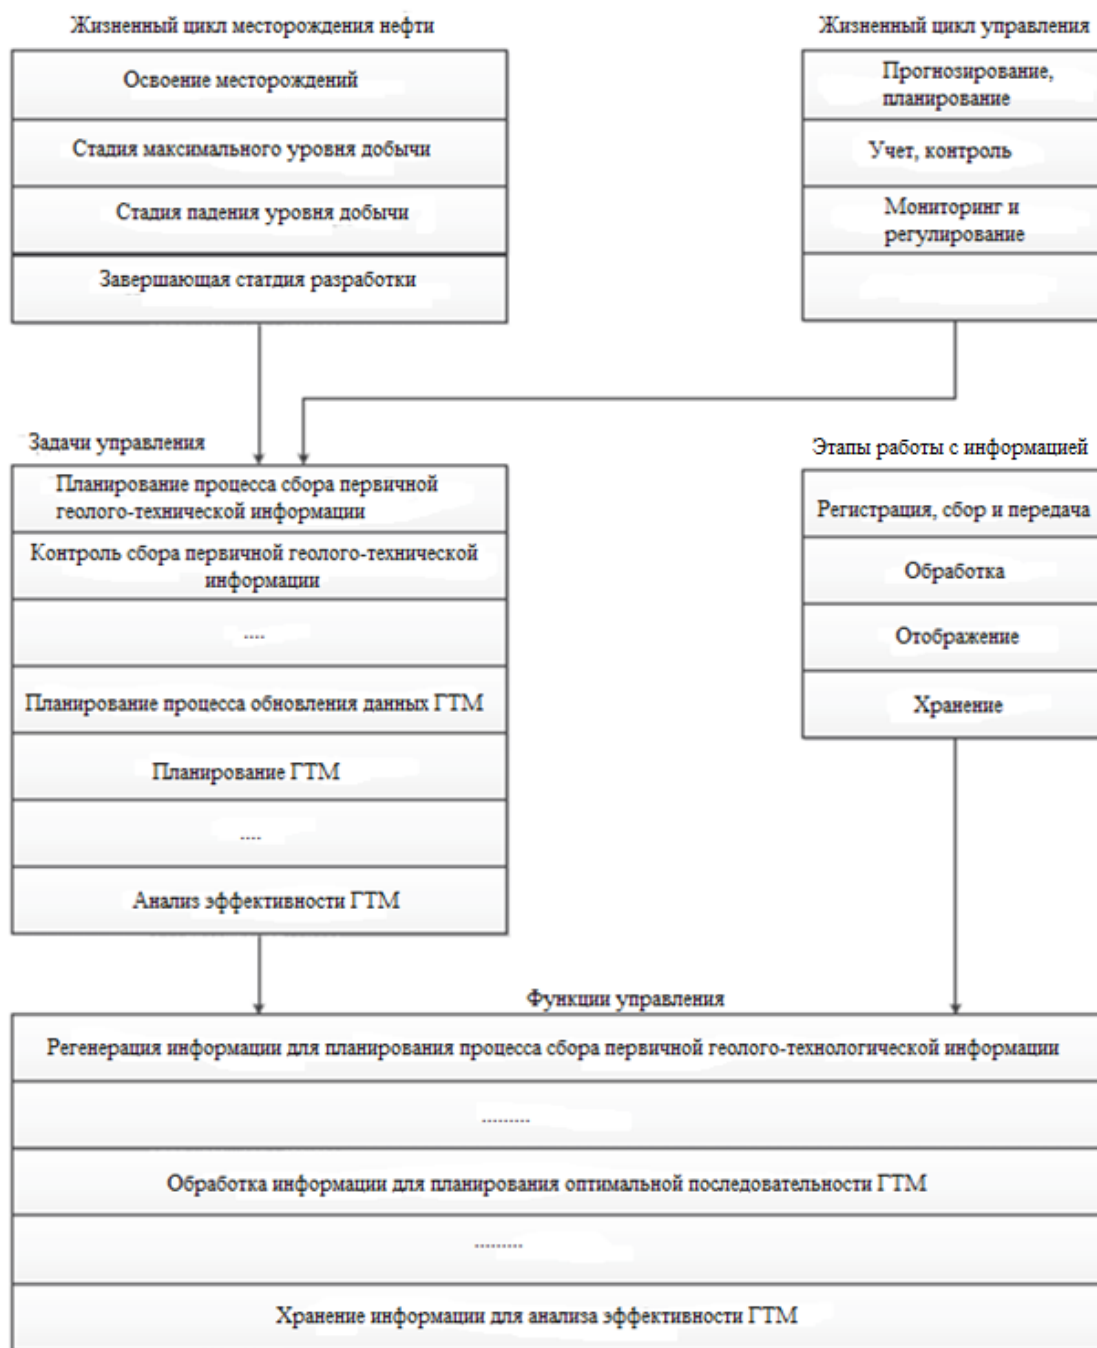 Жизненный цикл месторождения нефти
Освоение месторождений
Стадия максимального уровня добычи
Стадия падения уровня добычи
Завершающая статдия разработки
Жизненный цикл управления
Прогнозирование,
планирование
Учет, контроль
Мониторинг и
регулирование
Задачи управления
Планирование процесса сбора первичной
геолого-технической информации
Контроль сбора первичной геолого-технической
информации
....
Планирование процесса обновления данных ГТМ
Планирование ГТМ
....
Анализ эффективности ГТМ
Этапы работы с информацией
Регистрация, сбор и передача
Обработка
Отображение
Хранение
Функции управления
Регенерация информации для планирования процесса сбора первичной геолого-технологической информации
.........
Обработка информации для планирования оптимальной последовательности ГТМ
.........
Хранение информации для анализа эффективности ГТМ